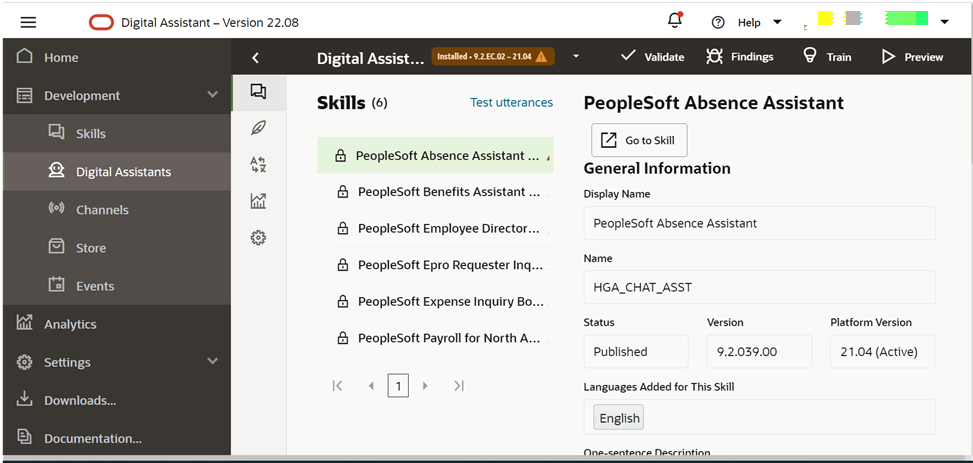 Digital Assistant – Version 22.08
Help
Home
Development
Skills
Digital Assistants
Channels
Store
Events
Analytics
Settings
Downloads...
Documentation...
Digital Assist... Installed • 9.2.EC.02 – 21.04
Validate
Findings
Train
Preview
Skills (6)
Test utterances
PeopleSoft Absence Assistant ...
PeopleSoft Benefits Assistant ...
PeopleSoft Employee Director...
PeopleSoft Epro Requester Inq...
PeopleSoft Expense Inquiry Bo...
PeopleSoft Payroll for North A...
1
PeopleSoft Absence Assistant
Go to Skill
General Information
Display Name
PeopleSoft Absence Assistant
Name
HGA_CHAT_ASST
Status Version Platform Version
Published 9.2.039.00 21.04 (Active)
Languages Added for This Skill
English
One-sentence Description